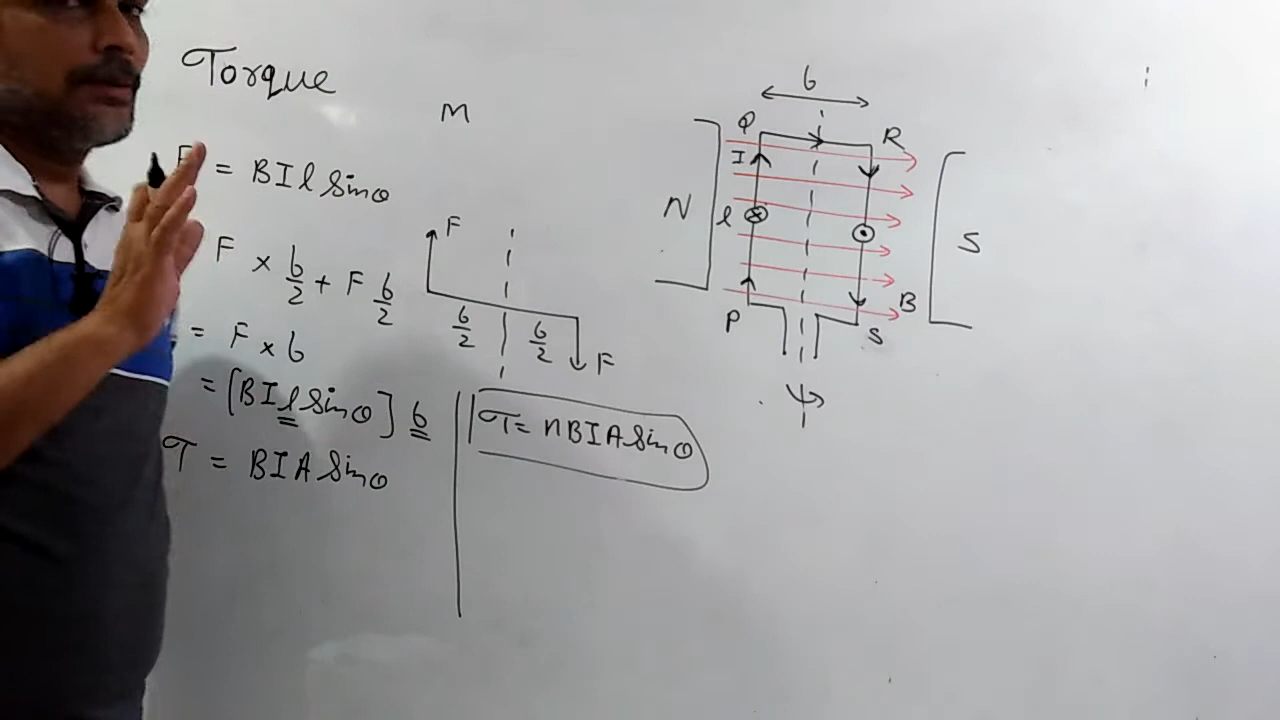 Torque
M
F = BIl Sinθ
F × b/2 + F b/2
= F × b
= [BIl Sinθ] b
τ = BIA Sinθ
F
b/2 b/2
F
τ = nBIA Sinθ
b
Q R
I
N l S
B
P S